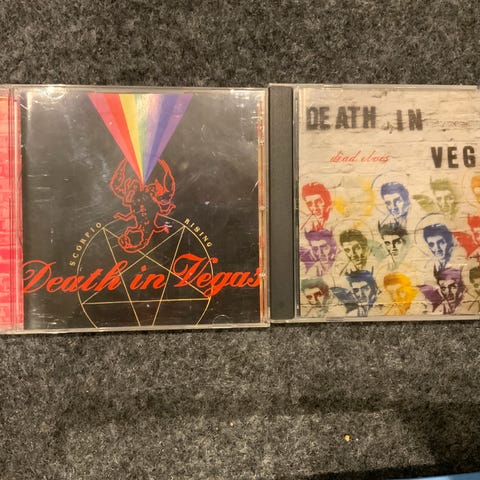 SCORPIO RISING
Death in Vegas
DEATH IN
dead elvis
VEG